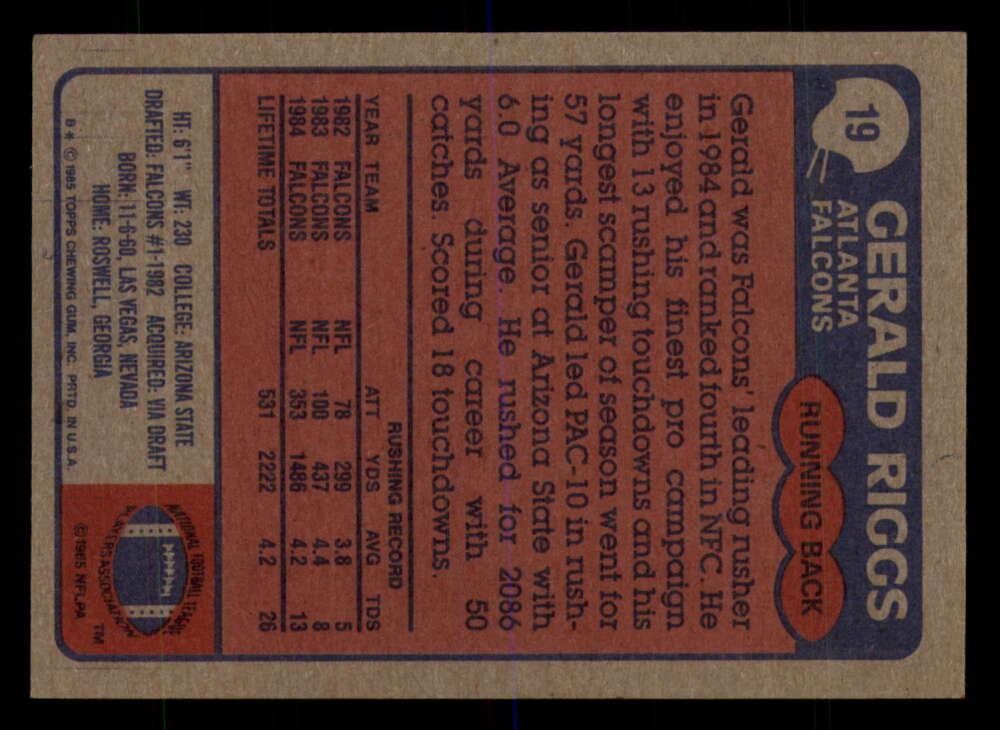 19
GERALD RIGGS
ATLANTA
FALCONS
RUNNING BACK
Gerald was Falcons' leading rusher
in 1984 and ranked fourth in NFC. He
enjoyed his finest pro campaign
with 13 rushing touchdowns and his
longest scamper of season went for
57 yards. Gerald led PAC-10 in rush-
ing as senior at Arizona State with
6.0 Average. He rushed for 2086
yards during career with 50
catches. Scored 18 touchdowns.
RUSHING RECORD
YEAR TEAM ATT YDS AVG TDS
1982 FALCONS NFL 78 299 3.8 5
1983 FALCONS NFL 100 437 4.4 8
1984 FALCONS NFL 353 1486 4.2 13
LIFETIME TOTALS 531 2222 4.2 26
HT: 6'1" WT: 230 COLLEGE: ARIZONA STATE
DRAFTED: FALCONS #1-1982 ACQUIRED: VIA DRAFT
BORN: 11-6-60, LAS VEGAS, NEVADA
HOME: ROSWELL, GEORGIA
B* © 1985 TOPPS CHEWING GUM, INC. PRTD. IN U.S.A.
NATIONAL FOOTBALL LEAGUE
PLAYERS ASSOCIATION
TM
© 1985 NFLPA